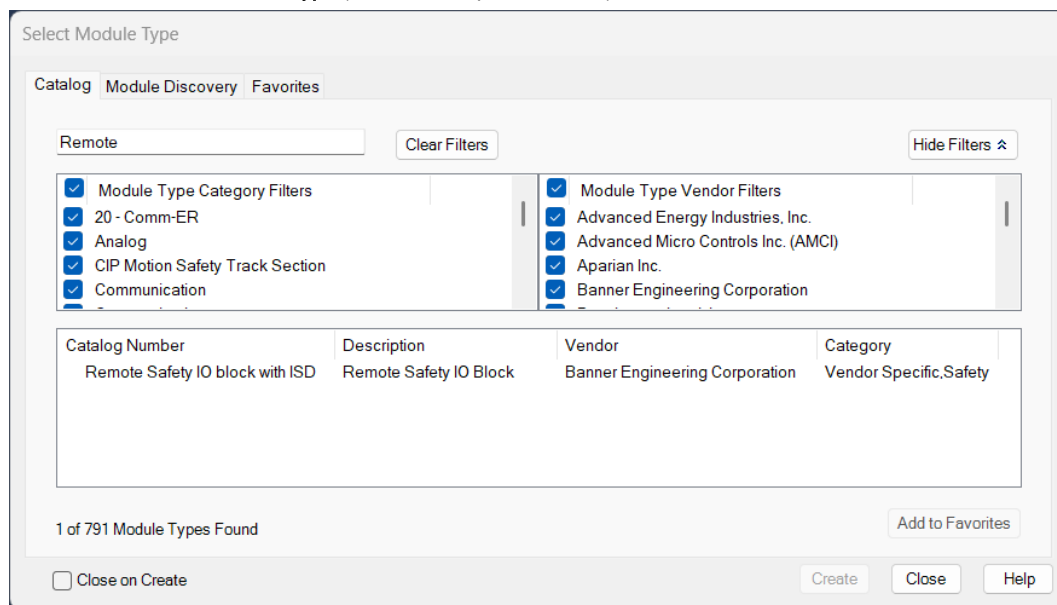 Select Module Type
Catalog Module Discovery Favorites
Remote Clear Filters Hide Filters
Module Type Category Filters
20 - Comm-ER
Analog
CIP Motion Safety Track Section
Communication
Module Type Vendor Filters
Advanced Energy Industries, Inc.
Advanced Micro Controls Inc. (AMCI)
Aparian Inc.
Banner Engineering Corporation
Catalog Number Description Vendor Category
Remote Safety IO block with ISD Remote Safety IO Block Banner Engineering Corporation Vendor Specific,Safety
1 of 791 Module Types Found Add to Favorites
Close on Create Create Close Help